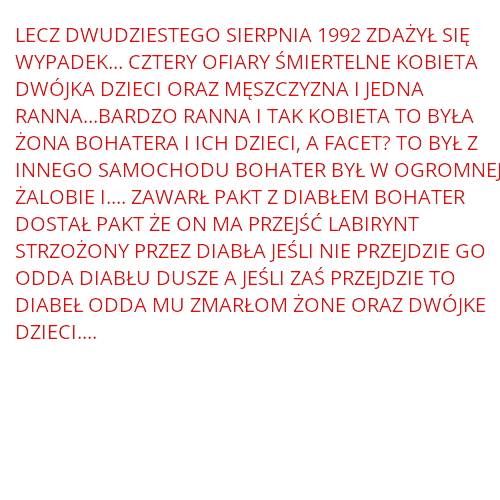 LECZ DWUDZIESTEGO SIERPNIA 1992 ZDAŻYŁ SIĘ
WYPADEK... CZTERY OFIARY ŚMIERTELNE KOBIETA
DWÓJKA DZIECI ORAZ MĘSZCZYZNA I JEDNA
RANNA...BARDZO RANNA I TAK KOBIETA TO BYŁA
ŻONA BOHATERA I ICH DZIECI, A FACET? TO BYŁ Z
INNEGO SAMOCHODU BOHATER BYŁ W OGROMNEJ
ŻALOBIE I.... ZAWARŁ PAKT Z DIABŁEM BOHATER
DOSTAŁ PAKT ŻE ON MA PRZEJŚĆ LABIRYNT
STRZOŻONY PRZEZ DIABŁA JEŚLI NIE PRZEJDZIE GO
ODDA DIABŁU DUSZE A JEŚLI ZAŚ PRZEJDZIE TO
DIABEŁ ODDA MU ZMARŁOM ŻONE ORAZ DWÓJKE
DZIECI....